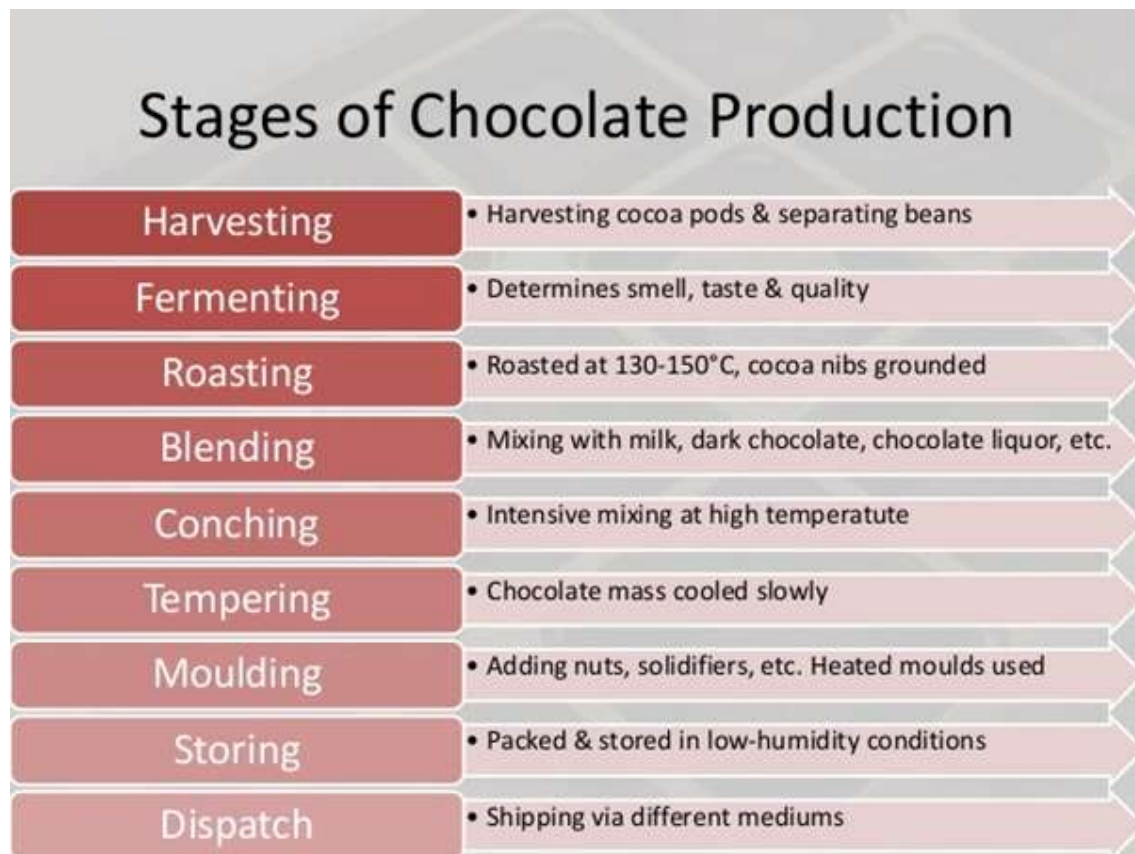 Stages of Chocolate Production
Harvesting
• Harvesting cocoa pods & separating beans
Fermenting
• Determines smell, taste & quality
Roasting
• Roasted at 130-150°C, cocoa nibs grounded
Blending
• Mixing with milk, dark chocolate, chocolate liquor, etc.
Conching
• Intensive mixing at high temperatute
Tempering
• Chocolate mass cooled slowly
Moulding
• Adding nuts, solidifiers, etc. Heated moulds used
Storing
• Packed & stored in low-humidity conditions
Dispatch
• Shipping via different mediums